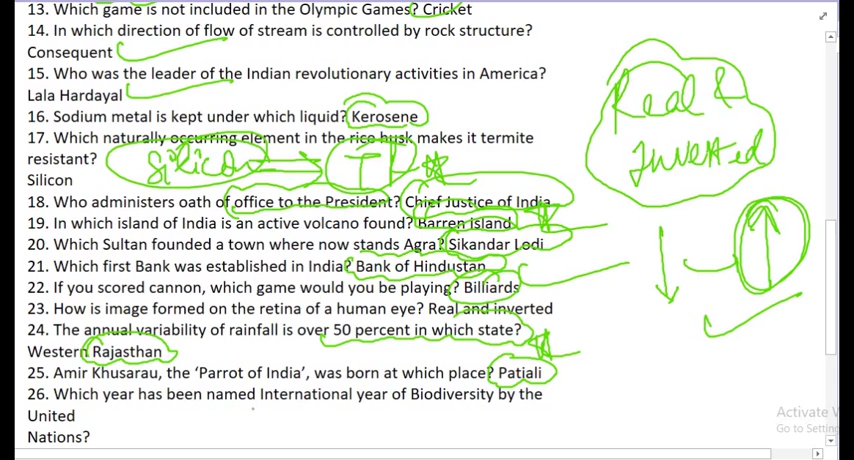 13. Which game is not included in the Olympic Games? Cricket
14. In which direction of flow of stream is controlled by rock structure?
Consequent
15. Who was the leader of the Indian revolutionary activities in America?
Lala Hardayal
16. Sodium metal is kept under which liquid? Kerosene
17. Which naturally occurring element in the rice husk makes it termite
resistant?
Silicon
Silicon
18. Who administers oath of office to the President? Chief Justice of India
19. In which island of India is an active volcano found? Barren island
20. Which Sultan founded a town where now stands Agra? Sikandar Lodi
21. Which first Bank was established in India? Bank of Hindustan
22. If you scored cannon, which game would you be playing? Billiards
23. How is image formed on the retina of a human eye? Real and inverted
24. The annual variability of rainfall is over 50 percent in which state?
Western Rajasthan
25. Amir Khusarau, the ‘Parrot of India’, was born at which place? Patiali
26. Which year has been named International year of Biodiversity by the
United
Nations?
Real &
Inverted
Activate
Go to Settin